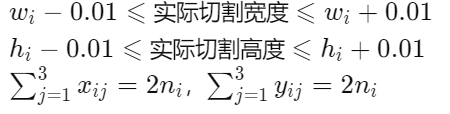 wᵢ − 0.01 ⩽ 实际切割宽度 ⩽ wᵢ + 0.01
hᵢ − 0.01 ⩽ 实际切割高度 ⩽ hᵢ + 0.01
∑³ⱼ₌₁ xᵢⱼ = 2nᵢ, ∑³ⱼ₌₁ yᵢⱼ = 2nᵢ